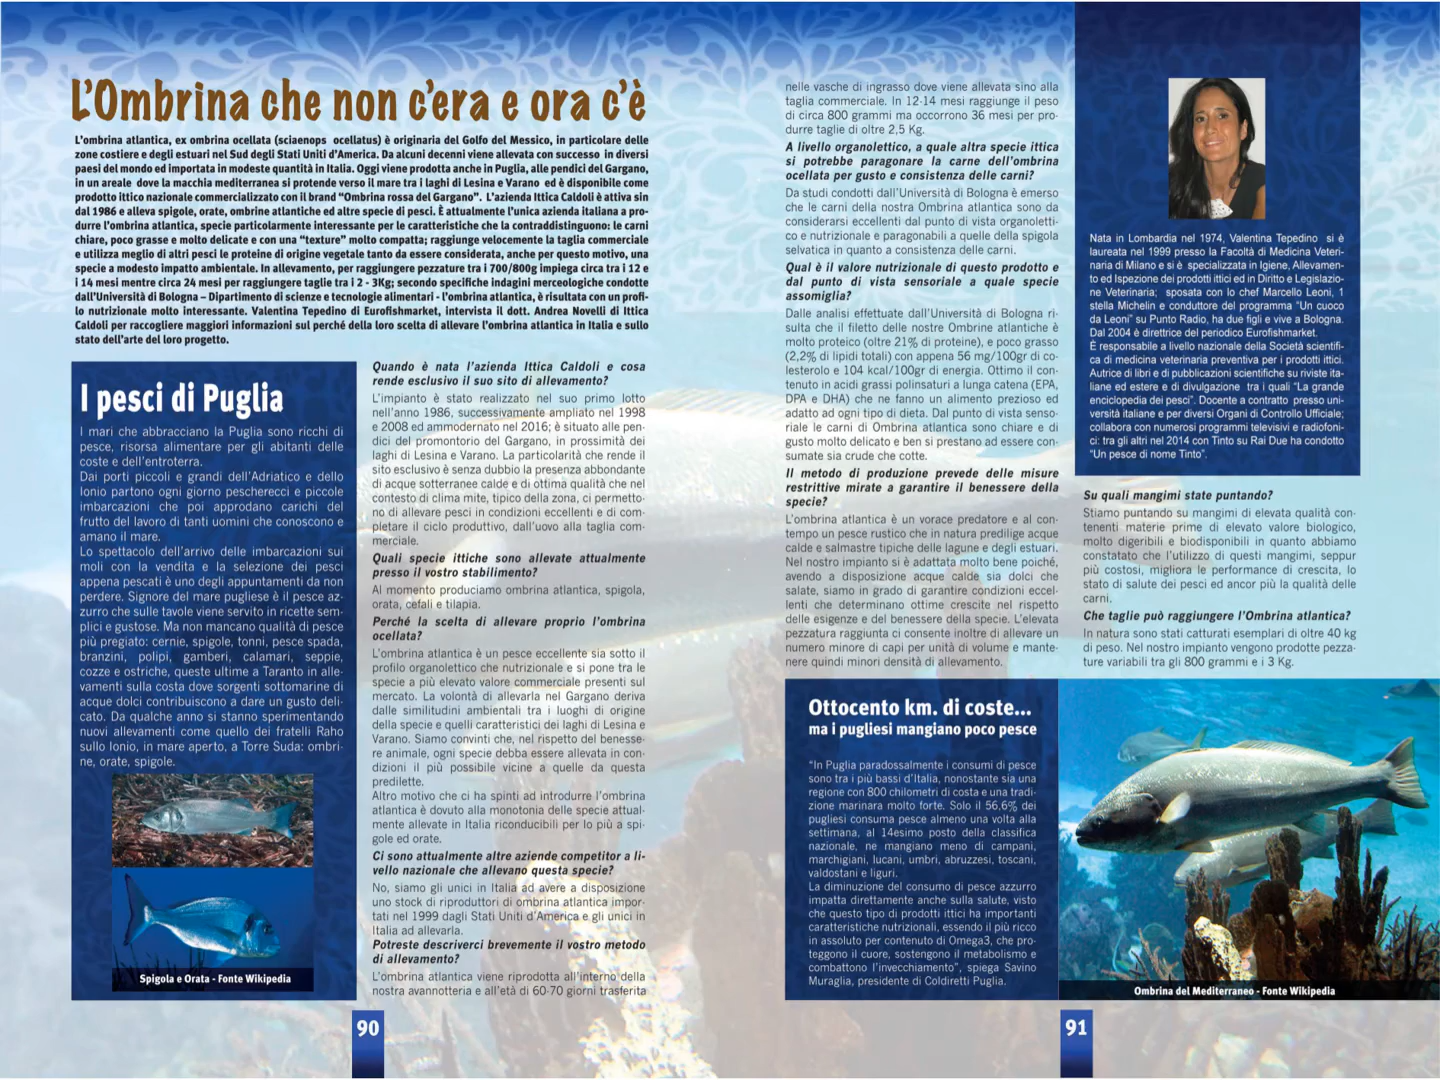 L'Ombrina che non c'era e ora c'è
L'ombrina atlantica, ex ombrina ocellata (sciaenops ocellatus) è originaria del Golfo del Messico, in particolare delle
zone costiere e degli estuari nel Sud degli Stati Uniti d'America. Da alcuni decenni viene allevata con successo in diversi
paesi del mondo ed importata in modeste quantità in Italia. Oggi viene prodotta anche in Puglia, alle pendici del Gargano,
in un areale dove la macchia mediterranea si protende verso il mare tra i laghi di Lesina e Varano ed è disponibile come
prodotto ittico nazionale commercializzato con il brand "Ombrina rossa del Gargano". L'azienda Ittica Caldoli è attiva sin
dal 1986 e alleva spigole, orate, ombrine atlantiche ed altre specie di pesci. È attualmente l'unica azienda italiana a pro-
durre l'ombrina atlantica, specie particolarmente interessante per le caratteristiche che la contraddistinguono: le carni
chiare, poco grasse e molto delicate e con una "texture" molto compatta; raggiunge velocemente la taglia commerciale
e utilizza meglio di altri pesci le proteine di origine vegetale tanto da essere considerata, anche per questo motivo, una
specie a modesto impatto ambientale. In allevamento, per raggiungere pezzature tra i 700/800g impiega circa tra i 12 e
i 14 mesi mentre circa 24 mesi per raggiungere taglie tra i 2 - 3Kg; secondo specifiche indagini merceologiche condotte
dall'Università di Bologna – Dipartimento di scienze e tecnologie alimentari - l'ombrina atlantica, è risultata con un profi-
lo nutrizionale molto interessante. Valentina Tepedino di Eurofishmarket, intervista il dott. Andrea Novelli di Ittica
Caldoli per raccogliere maggiori informazioni sul perché della loro scelta di allevare l'ombrina atlantica in Italia e sullo
stato dell'arte del loro progetto.
I pesci di Puglia
I mari che abbracciano la Puglia sono ricchi di
pesce, risorsa alimentare per gli abitanti delle
coste e dell'entroterra.
Dai porti piccoli e grandi dell'Adriatico e dello
Ionio partono ogni giorno pescherecci e piccole
imbarcazioni che poi approdano carichi del
frutto del lavoro di tanti uomini che conoscono e
amano il mare.
Lo spettacolo dell'arrivo delle imbarcazioni sui
moli con la vendita e la selezione dei pesci
appena pescati è uno degli appuntamenti da non
perdere. Signore del mare pugliese è il pesce az-
zurro che sulle tavole viene servito in ricette sem-
plici e gustose. Ma non mancano qualità di pesce
più pregiato: cernie, spigole, tonni, pesce spada,
branzini, polipi, gamberi, calamari, seppie,
cozze e ostriche, queste ultime a Taranto in alle-
vamenti sulla costa dove sorgenti sottomarine di
acque dolci contribuiscono a dare un gusto deli-
cato. Da qualche anno si stanno sperimentando
nuovi allevamenti come quello dei fratelli Raho
sullo Ionio, in mare aperto, a Torre Suda: ombri-
ne, orate, spigole.
Spigola e Orata - Fonte Wikipedia
Quando è nata l'azienda Ittica Caldoli e cosa
rende esclusivo il suo sito di allevamento?
L'impianto è stato realizzato nel suo primo lotto
nell'anno 1986, successivamente ampliato nel 1998
e 2008 ed ammodernato nel 2016; è situato alle pen-
dici del promontorio del Gargano, in prossimità dei
laghi di Lesina e Varano. La particolarità che rende il
sito esclusivo è senza dubbio la presenza abbondante
di acque sotterranee calde e di ottima qualità che nel
contesto di clima mite, tipico della zona, ci permetto-
no di allevare pesci in condizioni eccellenti e di com-
pletare il ciclo produttivo, dall'uovo alla taglia com-
merciale.
Quali specie ittiche sono allevate attualmente
presso il vostro stabilimento?
Al momento produciamo ombrina atlantica, spigola,
orata, cefali e tilapia.
Perché la scelta di allevare proprio l'ombrina
ocellata?
L'ombrina atlantica è un pesce eccellente sia sotto il
profilo organolettico che nutrizionale e si pone tra le
specie a più elevato valore commerciale presenti sul
mercato. La volontà di allevarla nel Gargano deriva
dalle similitudini ambientali tra i luoghi di origine
della specie e quelli caratteristici dei laghi di Lesina e
Varano. Siamo convinti che, nel rispetto del benesse-
re animale, ogni specie debba essere allevata in con-
dizioni il più possibile vicine a quelle da questa
predilette.
Altro motivo che ci ha spinti ad introdurre l'ombrina
atlantica è dovuto alla monotonia delle specie attual-
mente allevate in Italia riconducibili per lo più a spi-
gole ed orate.
Ci sono attualmente altre aziende competitor a li-
vello nazionale che allevano questa specie?
No, siamo gli unici in Italia ad avere a disposizione
uno stock di riproduttori di ombrina atlantica impor-
tati nel 1999 dagli Stati Uniti d'America e gli unici in
Italia ad allevarla.
Potreste descriverci brevemente il vostro metodo
di allevamento?
L'ombrina atlantica viene riprodotta all'interno della
nostra avannotteria e all'età di 60-70 giorni trasferita
90
nelle vasche di ingrasso dove viene allevata sino alla
taglia commerciale. In 12-14 mesi raggiunge il peso
di circa 800 grammi ma occorrono 36 mesi per pro-
durre taglie di oltre 2,5 Kg.
A livello organolettico, a quale altra specie ittica
si potrebbe paragonare la carne dell'ombrina
ocellata per gusto e consistenza delle carni?
Da studi condotti dall'Università di Bologna è emerso
che le carni della nostra Ombrina atlantica sono da
considerarsi eccellenti dal punto di vista organoletti-
co e nutrizionale e paragonabili a quelle della spigola
selvatica in quanto a consistenza delle carni.
Qual è il valore nutrizionale di questo prodotto e
dal punto di vista sensoriale a quale specie
assomiglia?
Dalle analisi effettuate dall'Università di Bologna ri-
sulta che il filetto delle nostre Ombrine atlantiche è
molto proteico (oltre 21% di proteine), e poco grasso
(2,2% di lipidi totali) con appena 56 mg/100gr di co-
lesterolo e 104 kcal/100gr di energia. Ottimo il con-
tenuto in acidi grassi polinsaturi a lunga catena (EPA,
DPA e DHA) che ne fanno un alimento prezioso ed
adatto ad ogni tipo di dieta. Dal punto di vista senso-
riale le carni di Ombrina atlantica sono chiare e di
gusto molto delicato e ben si prestano ad essere con-
sumate sia crude che cotte.
Il metodo di produzione prevede delle misure
restrittive mirate a garantire il benessere della
specie?
L'ombrina atlantica è un vorace predatore e al con-
tempo un pesce rustico che in natura predilige acque
calde e salmastre tipiche delle lagune e degli estuari.
Nel nostro impianto si è adattata molto bene poiché,
avendo a disposizione acque calde sia dolci che
salate, siamo in grado di garantire condizioni eccel-
lenti che determinano ottime crescite nel rispetto
delle esigenze e del benessere della specie. L'elevata
pezzatura raggiunta ci consente inoltre di allevare un
numero minore di capi per unità di volume e mante-
nere quindi minori densità di allevamento.
Nata in Lombardia nel 1974, Valentina Tepedino si è
laureata nel 1999 presso la Facoltà di Medicina Veteri-
naria di Milano e si è specializzata in Igiene, Allevamen-
to ed Ispezione dei prodotti ittici ed in Diritto e Legislazio-
ne Veterinaria; sposata con lo chef Marcello Leoni, 1
stella Michelin e conduttore del programma "Un cuoco
da Leoni" su Punto Radio, ha due figli e vive a Bologna.
Dal 2004 è direttrice del periodico Eurofishmarket.
È responsabile a livello nazionale della Società scientifi-
ca di medicina veterinaria preventiva per i prodotti ittici.
Autrice di libri e di pubblicazioni scientifiche su riviste ita-
liane ed estere e di divulgazione tra i quali "La grande
enciclopedia dei pesci". Docente a contratto presso uni-
versità italiane e per diversi Organi di Controllo Ufficiale;
collabora con numerosi programmi televisivi e radiofoni-
ci: tra gli altri nel 2014 con Tinto su Rai Due ha condotto
"Un pesce di nome Tinto".
Su quali mangimi state puntando?
Stiamo puntando su mangimi di elevata qualità con-
tenenti materie prime di elevato valore biologico,
molto digeribili e biodisponibili in quanto abbiamo
constatato che l'utilizzo di questi mangimi, seppur
più costosi, migliora le performance di crescita, lo
stato di salute dei pesci ed ancor più la qualità delle
carni.
Che taglie può raggiungere l'Ombrina atlantica?
In natura sono stati catturati esemplari di oltre 40 kg
di peso. Nel nostro impianto vengono prodotte pezza-
ture variabili tra gli 800 grammi e i 3 Kg.
Ottocento km. di coste...
ma i pugliesi mangiano poco pesce
"In Puglia paradossalmente i consumi di pesce
sono tra i più bassi d'Italia, nonostante sia una
regione con 800 chilometri di costa e una tradi-
zione marinara molto forte. Solo il 56,6% dei
pugliesi consuma pesce almeno una volta alla
settimana, al 14esimo posto della classifica
nazionale, ne mangiano meno di campani,
marchigiani, lucani, umbri, abruzzesi, toscani,
valdostani e liguri.
La diminuzione del consumo di pesce azzurro
impatta direttamente anche sulla salute, visto
che questo tipo di prodotti ittici ha importanti
caratteristiche nutrizionali, essendo il più ricco
in assoluto per contenuto di Omega3, che pro-
teggono il cuore, sostengono il metabolismo e
combattono l'invecchiamento", spiega Savino
Muraglia, presidente di Coldiretti Puglia.
Ombrina del Mediterraneo - Fonte Wikipedia
91